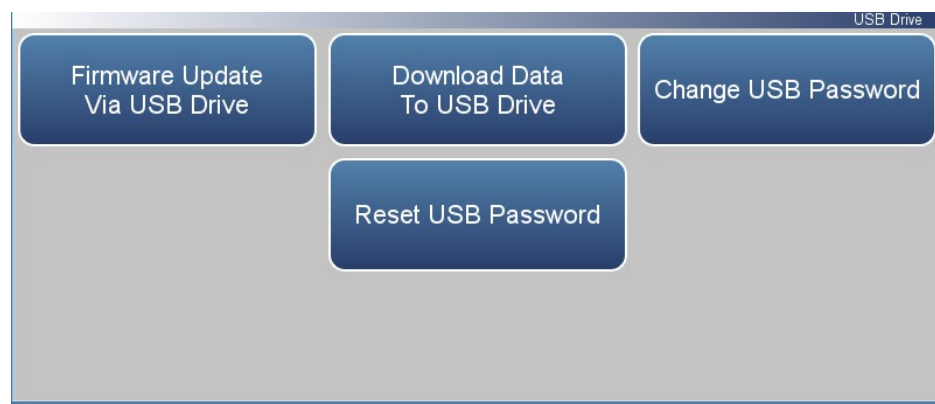 USB Drive
Firmware Update
Via USB Drive
Download Data
To USB Drive
Change USB Password
Reset USB Password